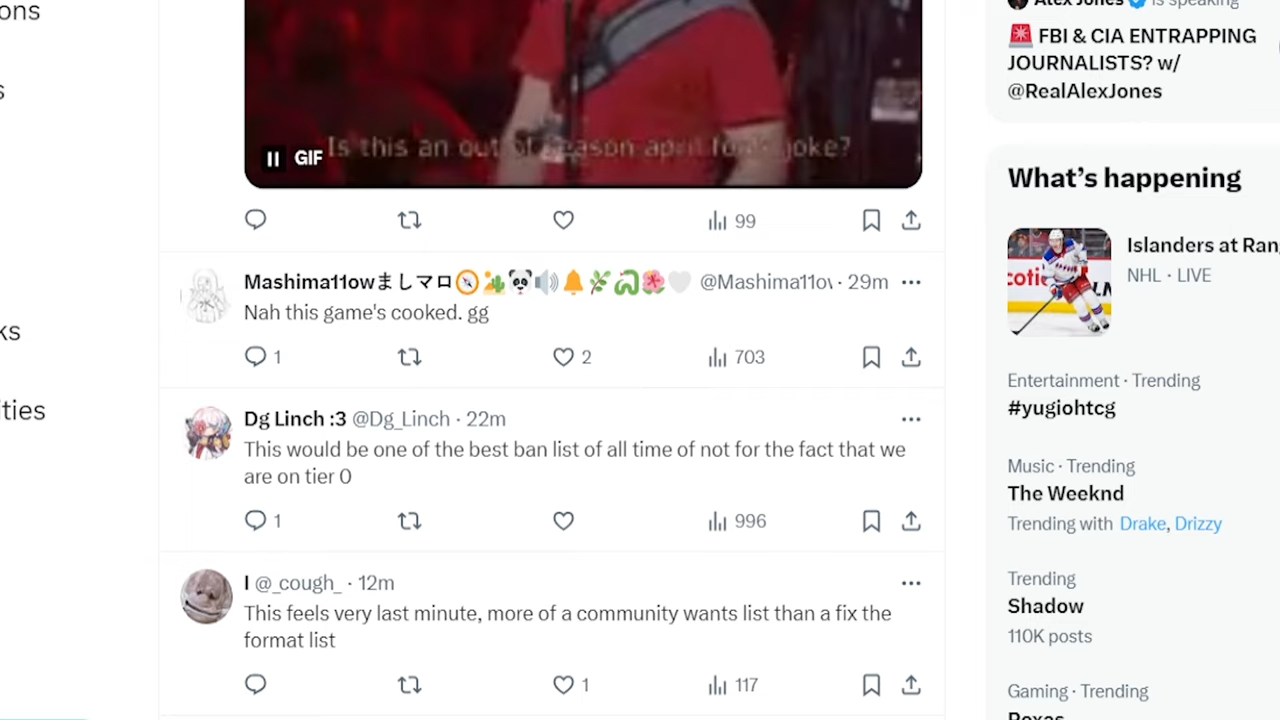 ons
s
ks
ities
Is this an out of season april fools joke?
GIF
99
Mashima11owましマロ🧭🏜️🐼🔊🔔🌿🐍🌺🤍 @Mashima11ov · 29m
Nah this game's cooked. gg
1 2 703
Dg Linch :3 @Dg_Linch · 22m
This would be one of the best ban list of all time of not for the fact that we
are on tier 0
1 996
I @_cough_ · 12m
This feels very last minute, more of a community wants list than a fix the
format list
1 117
Alex Jones is speaking
🚨 FBI & CIA ENTRAPPING
JOURNALISTS? w/
@RealAlexJones
What's happening
Islanders at Ran
NHL · LIVE
Entertainment · Trending
#yugiohtcg
Music · Trending
The Weeknd
Trending with Drake, Drizzy
Trending
Shadow
110K posts
Gaming · Trending